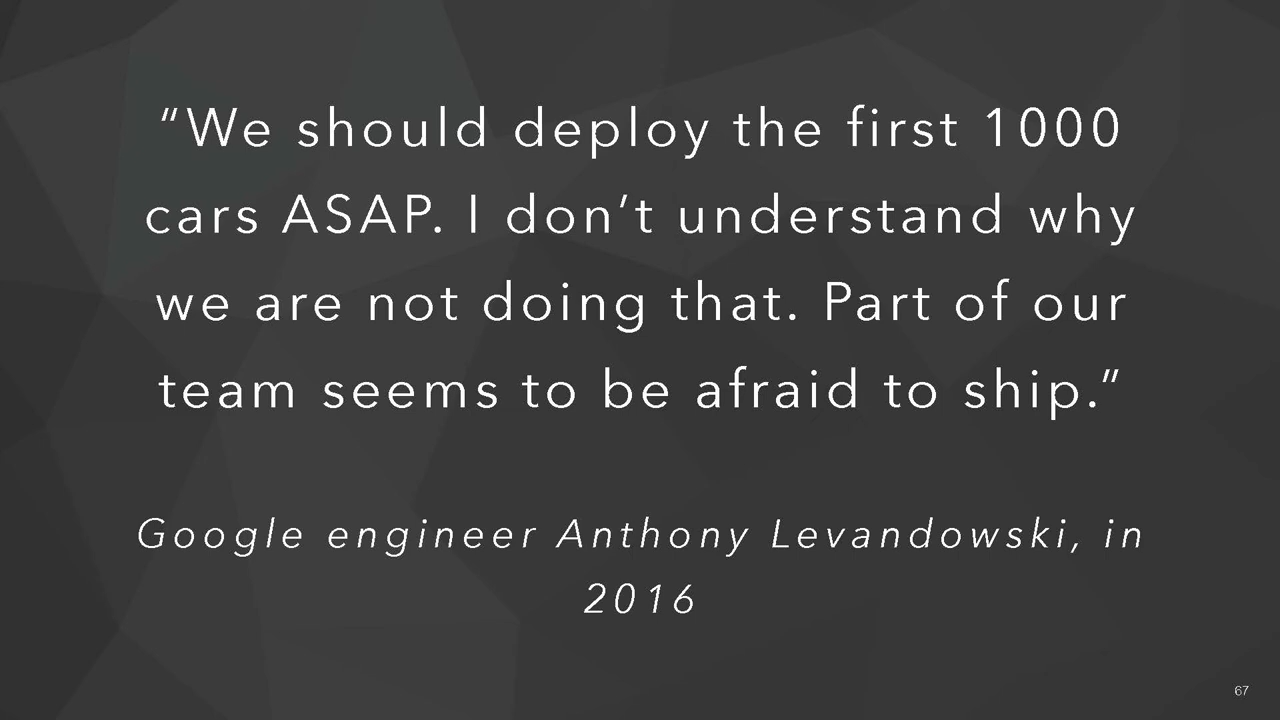 “We should deploy the first 1000
cars ASAP. I don’t understand why
we are not doing that. Part of our
team seems to be afraid to ship.”
Google engineer Anthony Levandowski, in
2016
67